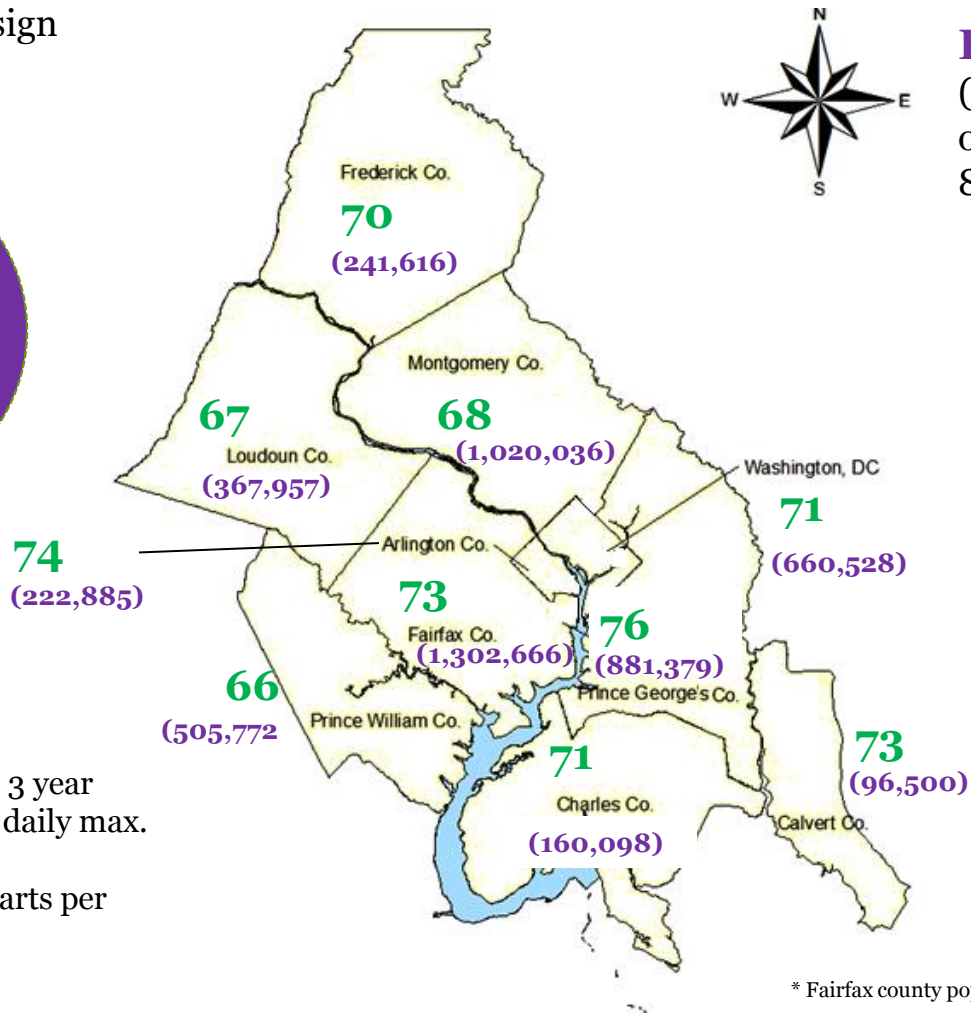 sign
N
W
E
S
(
8
Frederick Co.
70
(241,616)
Montgomery Co.
68
(1,020,036)
67
Loudoun Co.
(367,957)
Washington, DC
71
(660,528)
74
(222,885)
Arlington Co.
73
Fairfax Co.
(1,302,666)
76
(881,379)
Prince George's Co.
66
(505,772
Prince William Co.
71
Charles Co.
(160,098)
73
(96,500)
Calvert Co.
3 year
daily max.
arts per
* Fairfax county po